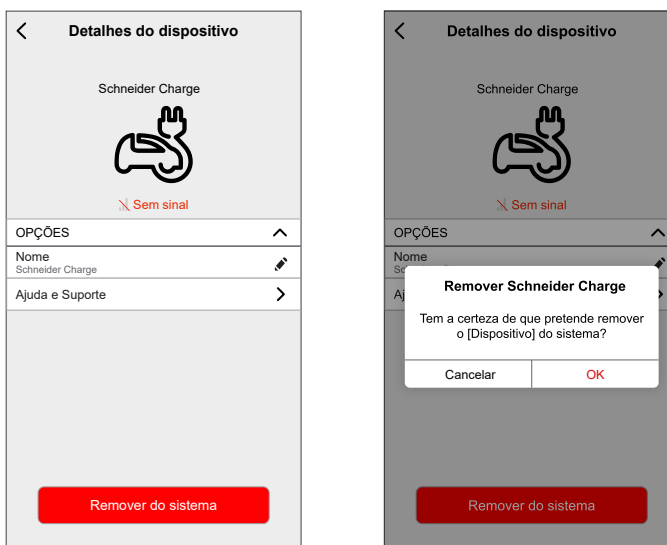 Detalhes do dispositivo
Schneider Charge
Sem sinal
OPÇÕES
Nome
Schneider Charge
Ajuda e Suporte
Remover do sistema
Detalhes do dispositivo
Schneider Charge
Sem sinal
OPÇÕES
Nome
Remover Schneider Charge
Tem a certeza de que pretende remover
o [Dispositivo] do sistema?
Cancelar
OK
Remover do sistema